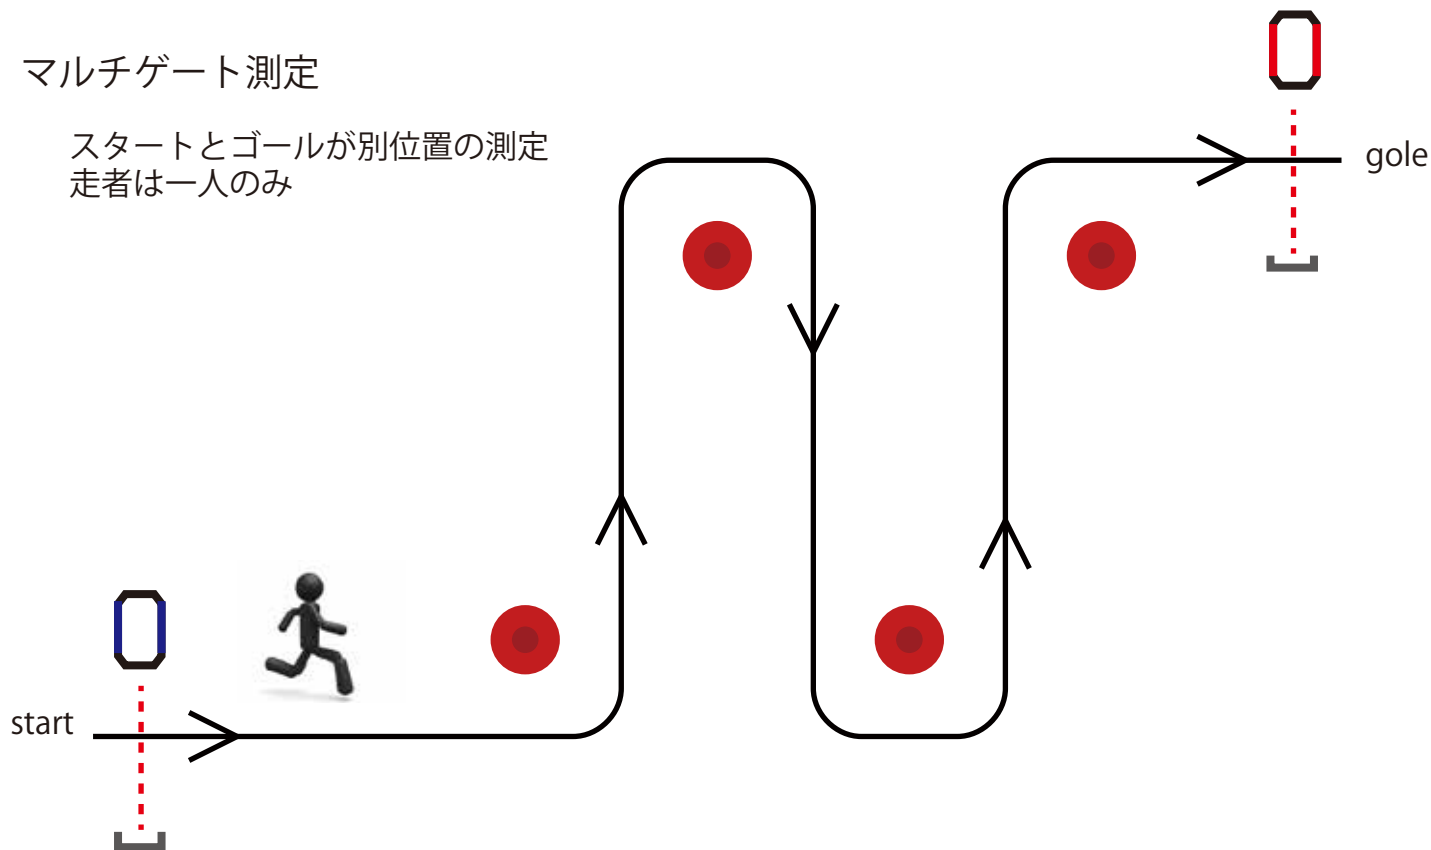 マルチゲート測定
スタートとゴールが別位置の測定
走者は一人のみ
gole
start